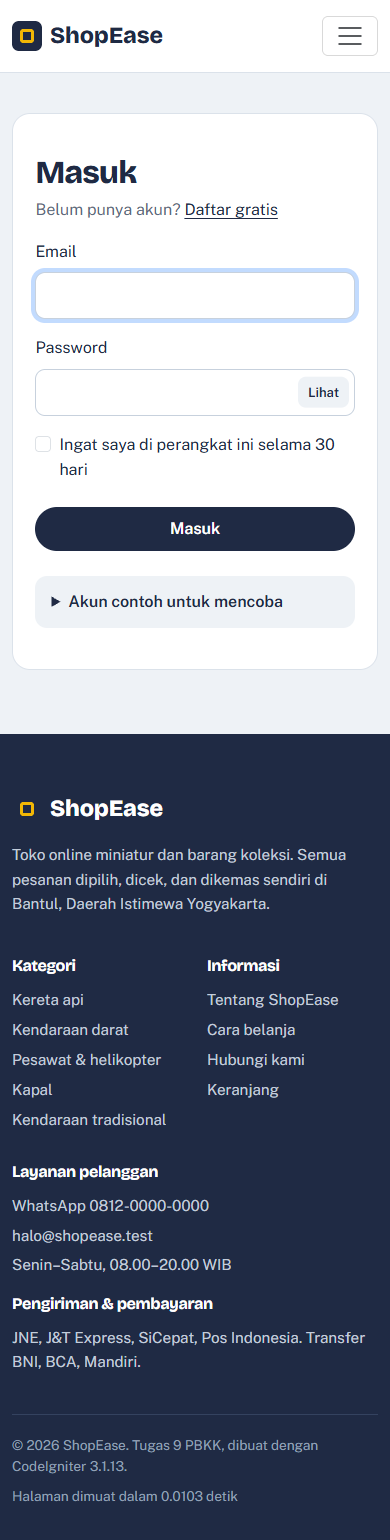 ShopEase
Masuk
Belum punya akun? Daftar gratis
Email
Password
Lihat
Ingat saya di perangkat ini selama 30
hari
Masuk
Akun contoh untuk mencoba
ShopEase
Toko online miniatur dan barang koleksi. Semua
pesanan dipilih, dicek, dan dikemas sendiri di
Bantul, Daerah Istimewa Yogyakarta.
Kategori
Kereta api
Kendaraan darat
Pesawat & helikopter
Kapal
Kendaraan tradisional
Informasi
Tentang ShopEase
Cara belanja
Hubungi kami
Keranjang
Layanan pelanggan
WhatsApp 0812-0000-0000
halo@shopease.test
Senin–Sabtu, 08.00–20.00 WIB
Pengiriman & pembayaran
JNE, J&T Express, SiCepat, Pos Indonesia. Transfer
BNI, BCA, Mandiri.
© 2026 ShopEase. Tugas 9 PBKK, dibuat dengan
CodeIgniter 3.1.13.
Halaman dimuat dalam 0.0103 detik